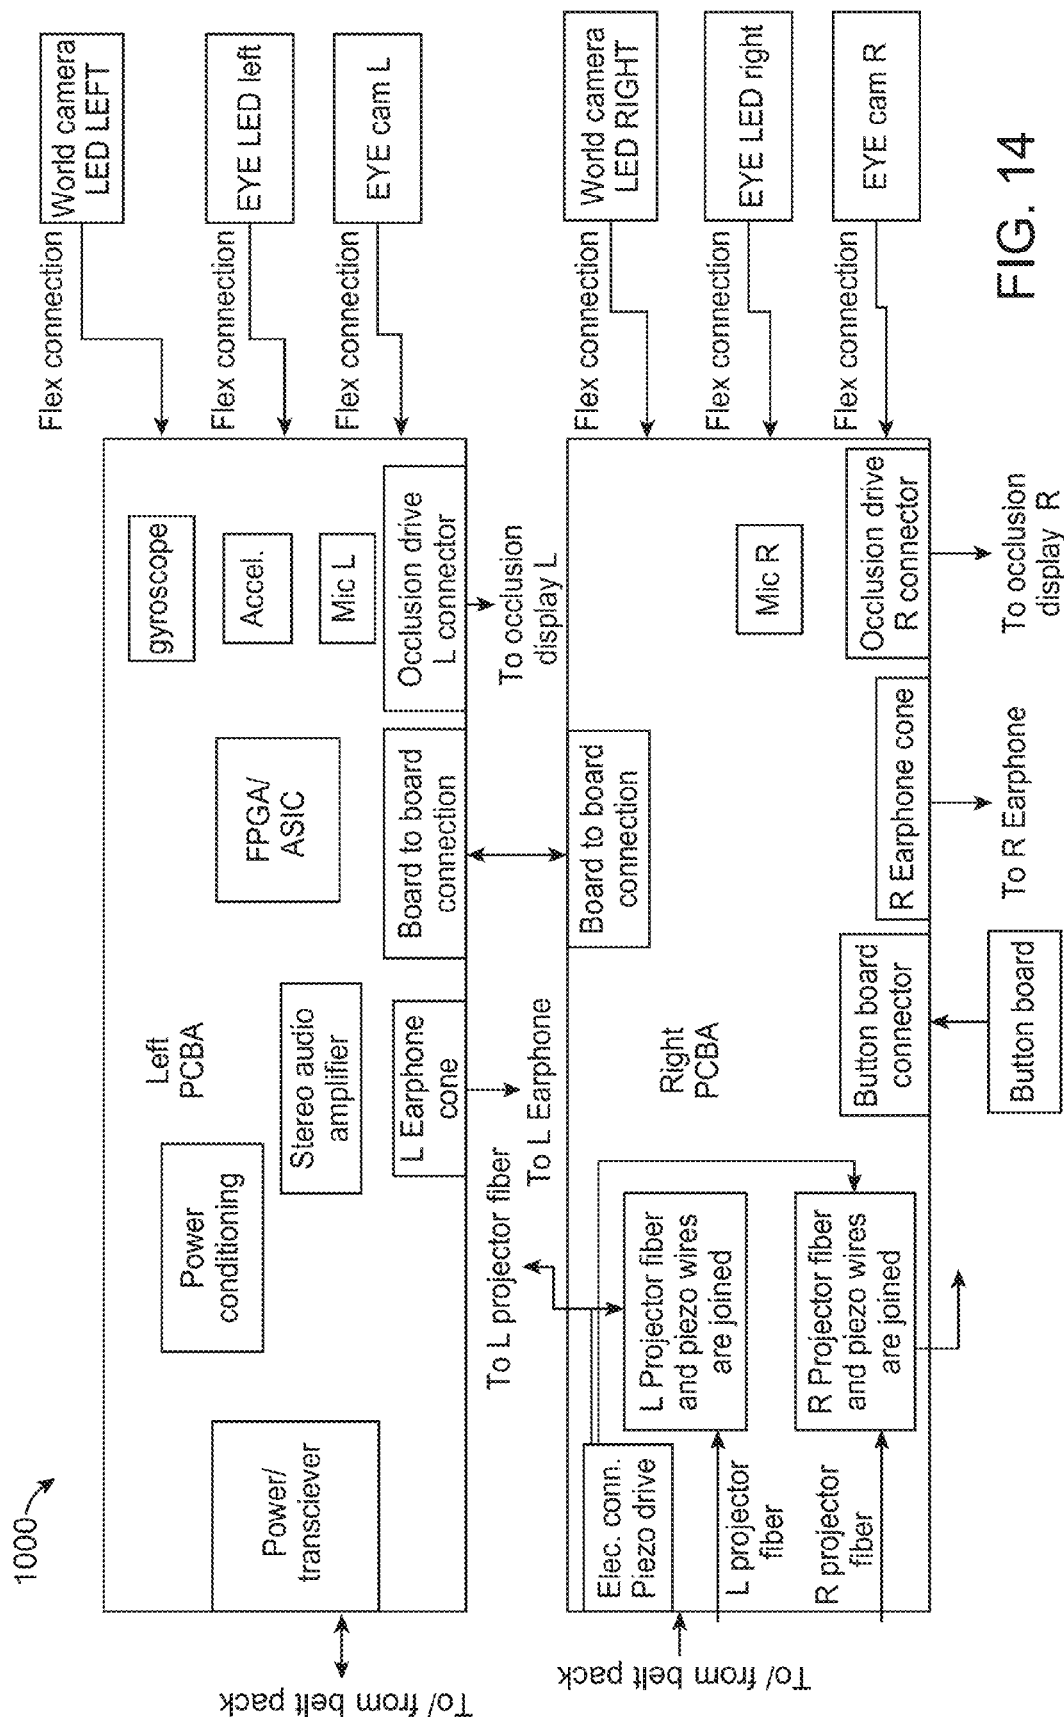 1000
To/ from belt pack
Power/
transciever
Power
conditioning
Left
PCBA
Stereo audio
amplifier
L Earphone
cone
FPGA/
ASIC
Board to board
connection
gyroscope
Accel.
Mic L
Occlusion drive
L connector
Flex connection
World camera
LED LEFT
Flex connection
EYE LED left
Flex connection
EYE cam L
To L projector fiber
To L Earphone
To occlusion
display L
To/ from belt pack
Elec. conn.
Piezo drive
L projector
fiber
R projector
fiber
L Projector fiber
and piezo wires
are joined
R Projector fiber
and piezo wires
are joined
Right
PCBA
Board to board
connection
Button board
connector
Button board
R Earphone cone
To R Earphone
Mic R
Occlusion drive
R connector
To occlusion
display R
Flex connection
World camera
LED RIGHT
Flex connection
EYE LED right
Flex connection
EYE cam R
FIG. 14